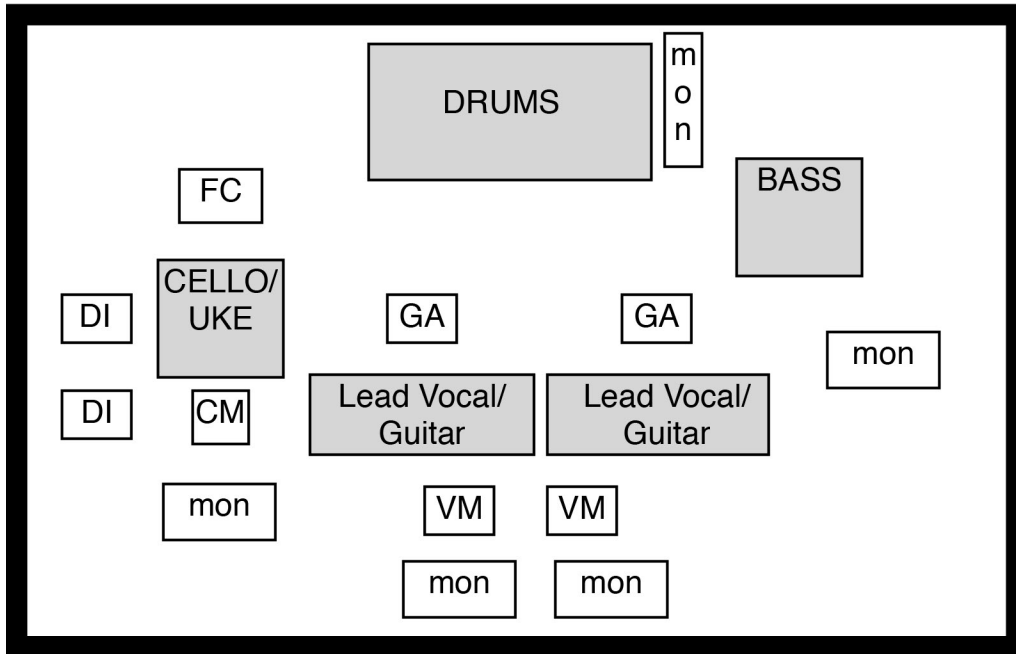 mon
DRUMS
BASS
FC
CELLO/
UKE
DI
GA
GA
mon
DI
CM
Lead Vocal/
Guitar
Lead Vocal/
Guitar
mon
VM
VM
mon
mon